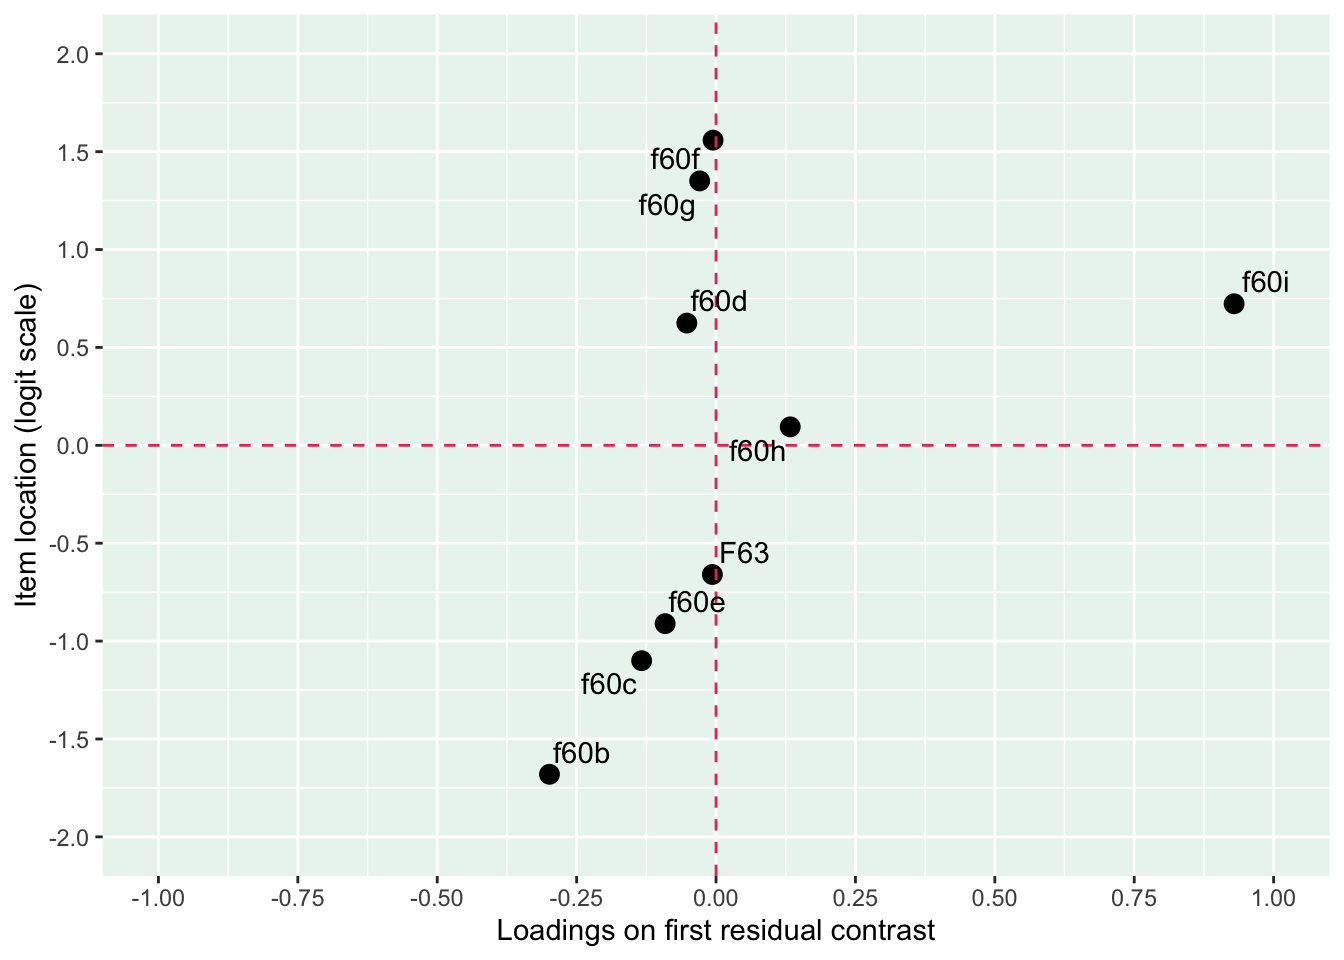 2.0
1.5
1.0
0.5
0.0
-0.5
-1.0
-1.5
-2.0
Item location (logit scale)
f60f
f60g
f60i
f60d
f60h
F63
f60e
f60c
f60b
-1.00 -0.75 -0.50 -0.25 0.00 0.25 0.50 0.75 1.00
Loadings on first residual contrast